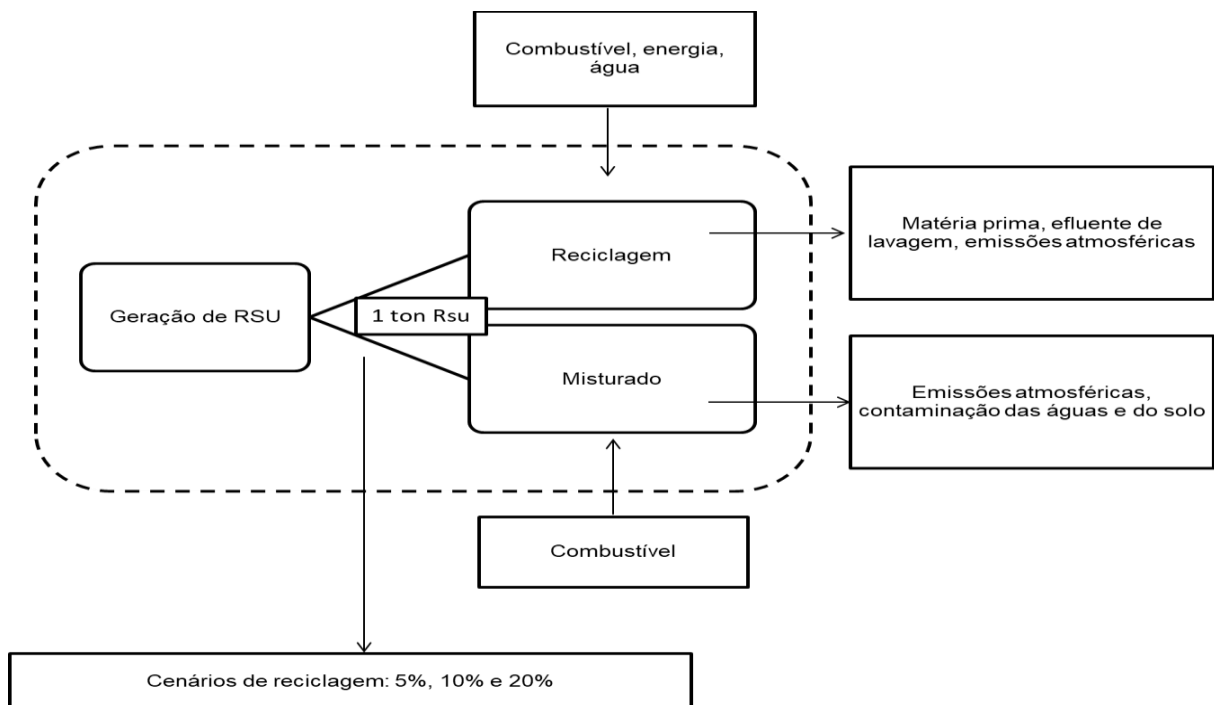 Combustível, energia,
água
Reciclagem
Matéria prima, efluente de
lavagem, emissões atmosféricas
Geração de RSU
1 ton Rsu
Misturado
Emissões atmosféricas,
contaminação das águas e do solo
Combustível
Cenários de reciclagem: 5%, 10% e 20%